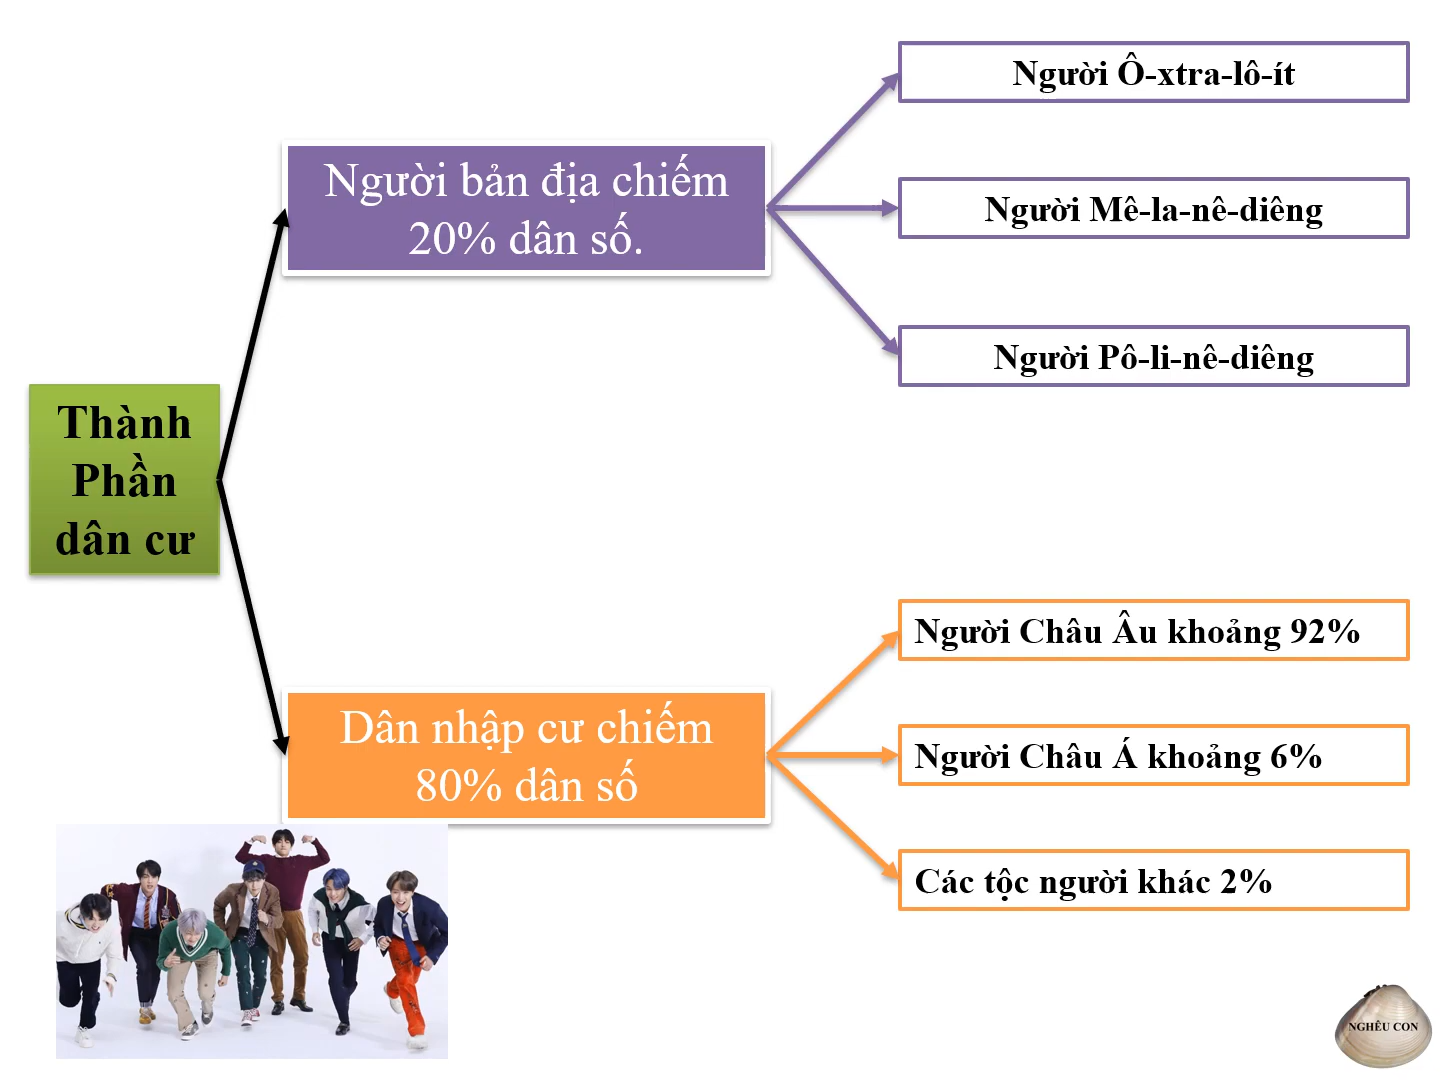 Người Ô-xtra-lô-ít
Người bản địa chiếm
20% dân số.
Người Mê-la-nê-diêng
Người Pô-li-nê-diêng
Thành
Phần
dân cư
Người Châu Âu khoảng 92%
Dân nhập cư chiếm
80% dân số
Người Châu Á khoảng 6%
Các tộc người khác 2%
NGHÊU CON